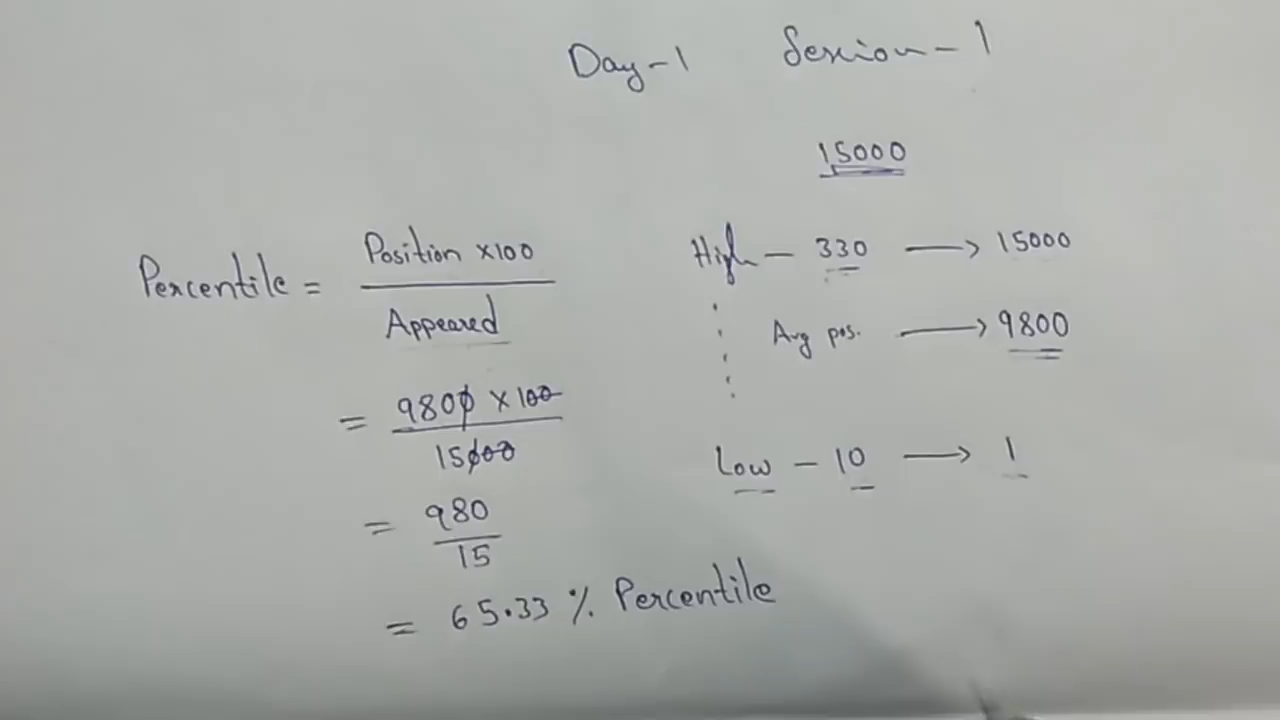 Day-1 Session-1
15000
Percentile = Position x100
Appeared
= 9800 x 100
15000
= 980
15
= 65.33 % Percentile
High - 330 → 15000
Avg pos. → 9800
Low - 10 → 1